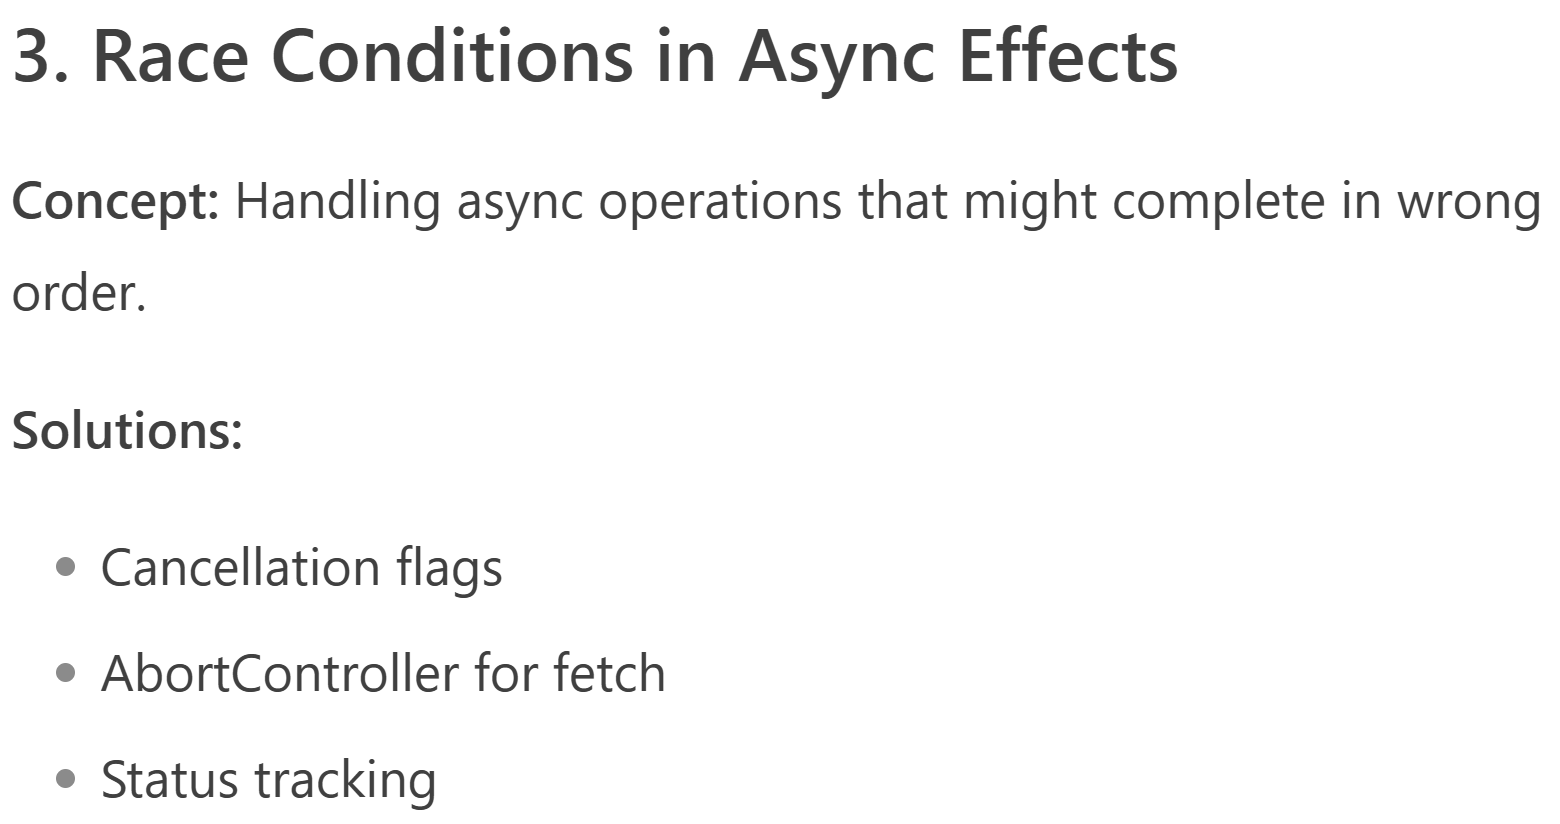 3. Race Conditions in Async Effects
Concept: Handling async operations that might complete in wrong
order.
Solutions:
Cancellation flags
AbortController for fetch
Status tracking